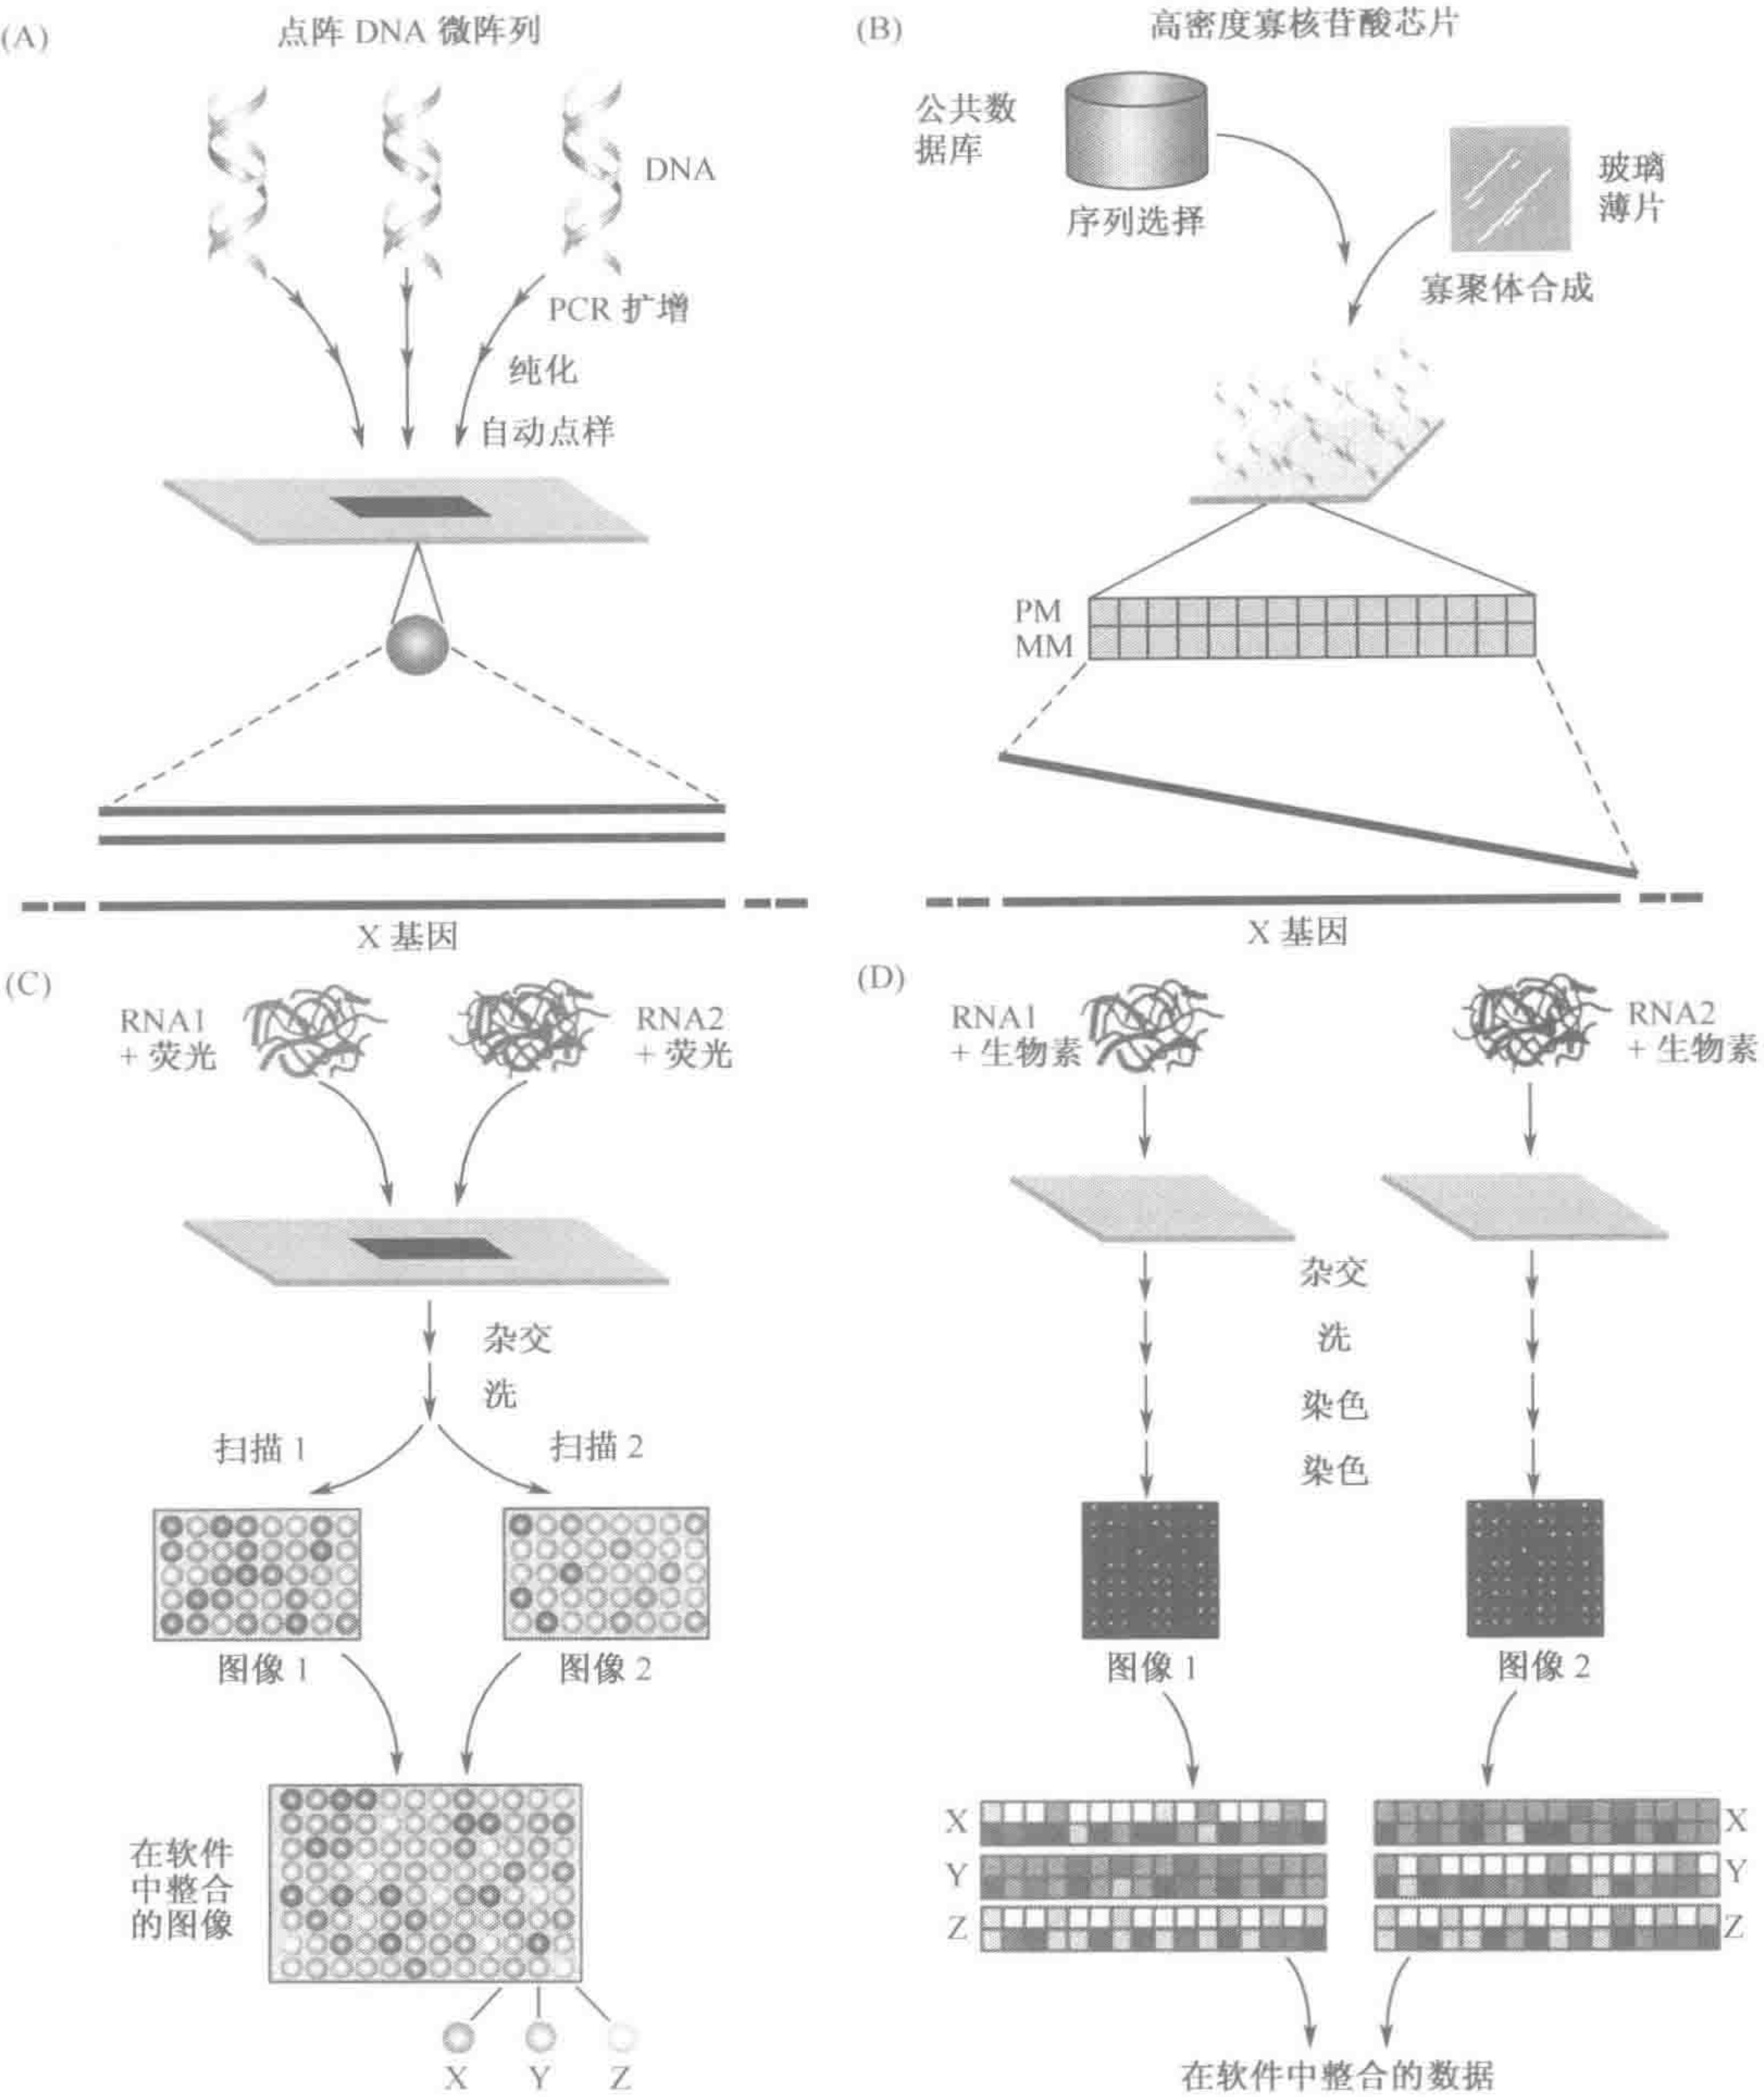 (A)
点阵 DNA 微阵列
DNA
PCR 扩增
纯化
自动点样
X 基因
(B)
高密度寡核苷酸芯片
公共数
据库
序列选择
玻璃
薄片
寡聚体合成
PM
MM
X 基因
(C)
RNA1
+ 荧光
RNA2
+ 荧光
杂交
洗
扫描 1
扫描 2
图像 1
图像 2
在软件
中整合
的图像
X
Y
Z
(D)
RNA1
+ 生物素
RNA2
+ 生物素
杂交
洗
染色
染色
图像 1
图像 2
X
X
Y
Y
Z
Z
在软件中整合的数据